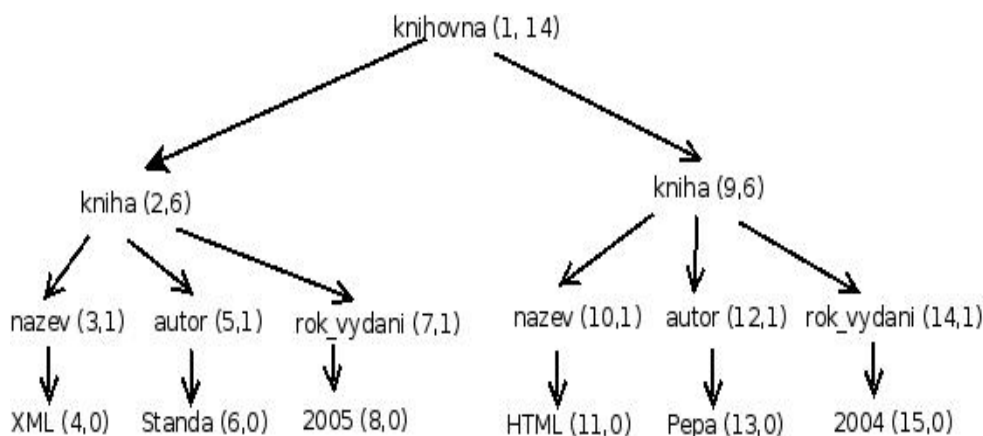 knihovna (1, 14)
kniha (2,6)
kniha (9,6)
nazev (3,1)
autor (5,1)
rok_vydani (7,1)
nazev (10,1)
autor (12,1)
rok_vydani (14,1)
XML (4,0)
Standa (6,0)
2005 (8,0)
HTML (11,0)
Pepa (13,0)
2004 (15,0)